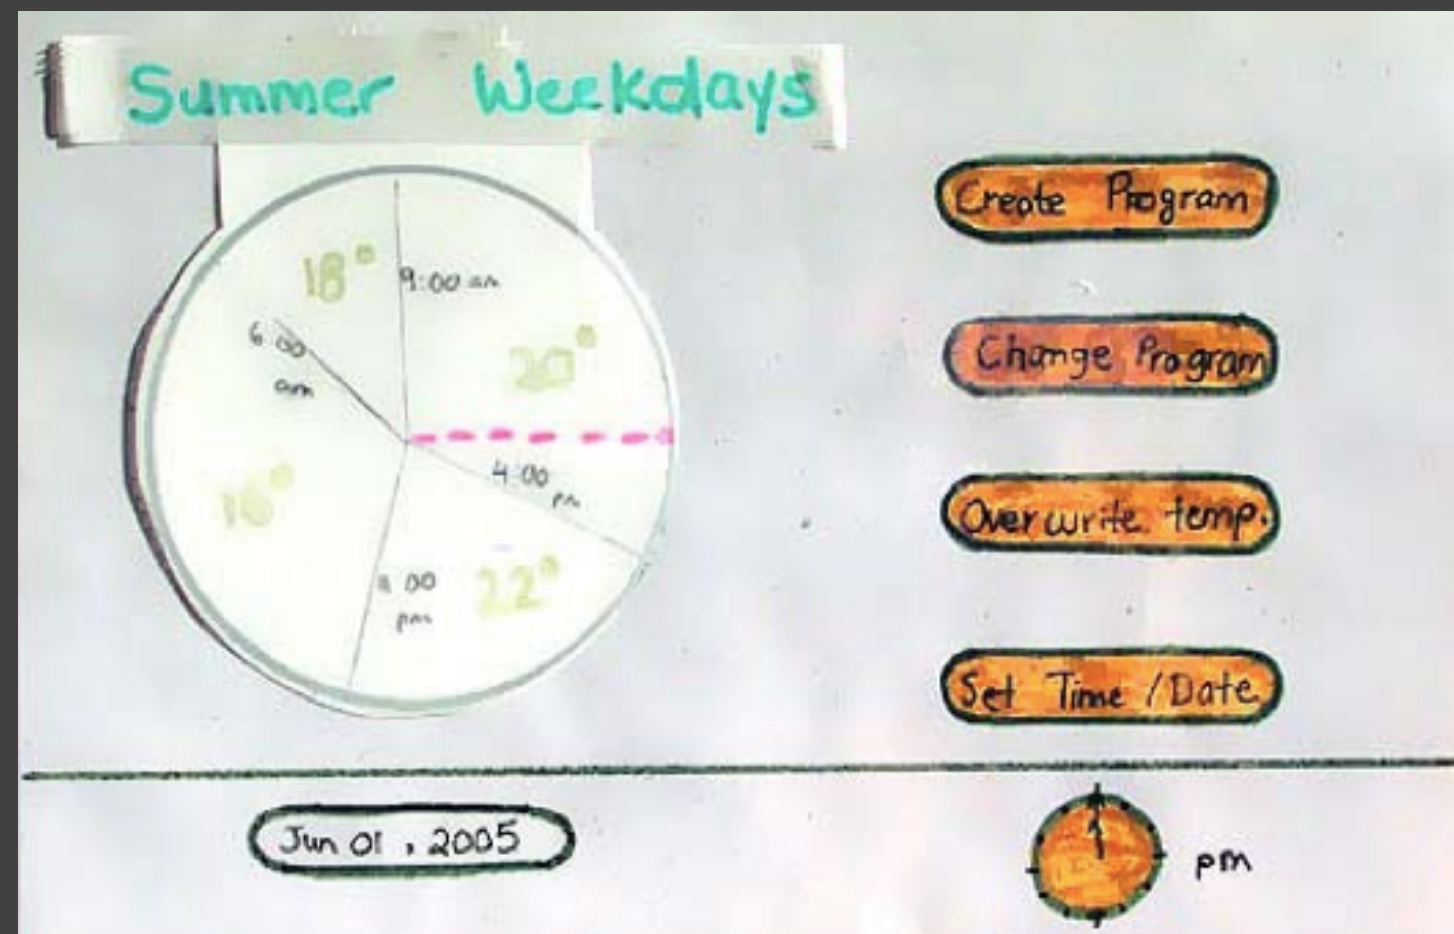 Summer Weekdays
18°
9:00 am
6:00
am
20°
4:00
pm
16°
00
pm
22°
Create Program
Change Program
Overwrite temp.
Set Time / Date
Jun 01, 2005
pm